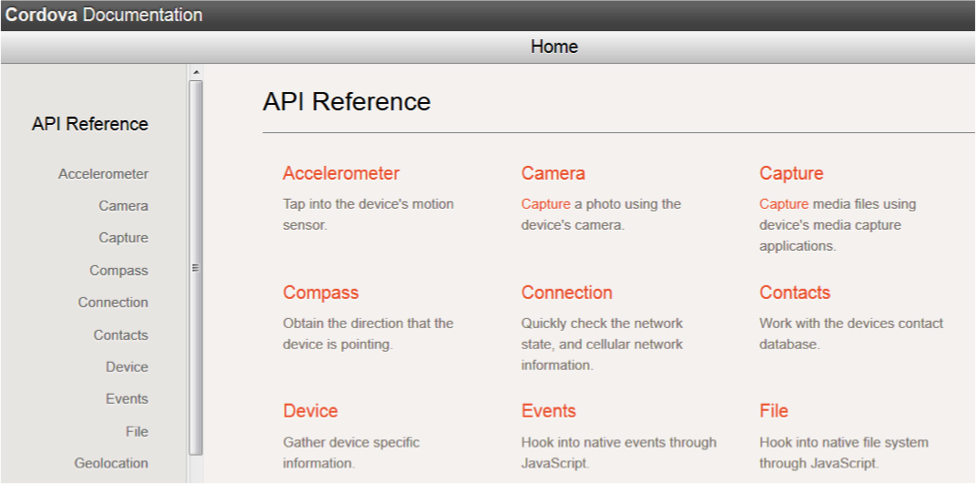 Cordova Documentation
Home
API Reference
Accelerometer
Camera
Capture
Compass
Connection
Contacts
Device
Events
File
Geolocation
API Reference
Accelerometer
Tap into the device's motion
sensor.
Camera
Capture a photo using the
device's camera.
Capture
Capture media files using
device's media capture
applications.
Compass
Obtain the direction that the
device is pointing.
Connection
Quickly check the network
state, and cellular network
information.
Contacts
Work with the devices contact
database.
Device
Gather device specific
information.
Events
Hook into native events through
JavaScript.
File
Hook into native file system
through JavaScript.